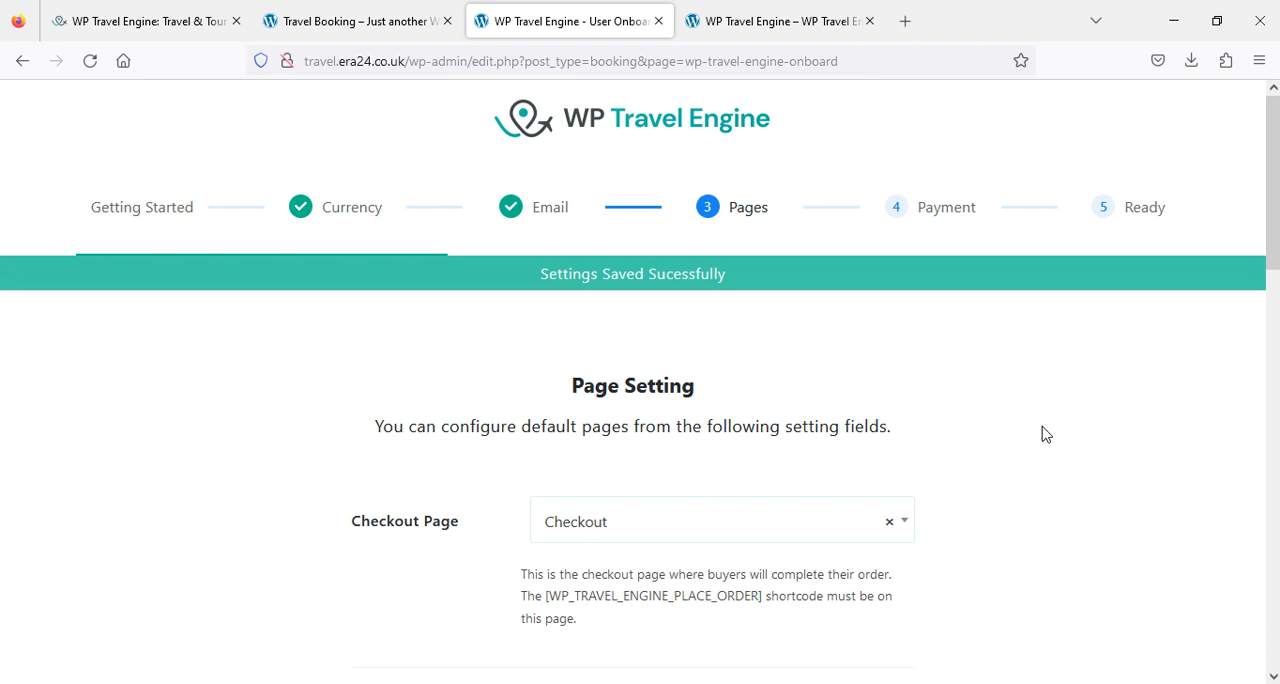 WP Travel Engine: Travel & Tour
Travel Booking – Just another W
WP Travel Engine - User Onboar
WP Travel Engine – WP Travel En
travel.era24.co.uk/wp-admin/edit.php?post_type=booking&page=wp-travel-engine-onboard
WP Travel Engine
Getting Started
Currency
Email
3 Pages
4 Payment
5 Ready
Settings Saved Sucessfully
Page Setting
You can configure default pages from the following setting fields.
Checkout Page
Checkout
This is the checkout page where buyers will complete their order.
The [WP_TRAVEL_ENGINE_PLACE_ORDER] shortcode must be on
this page.